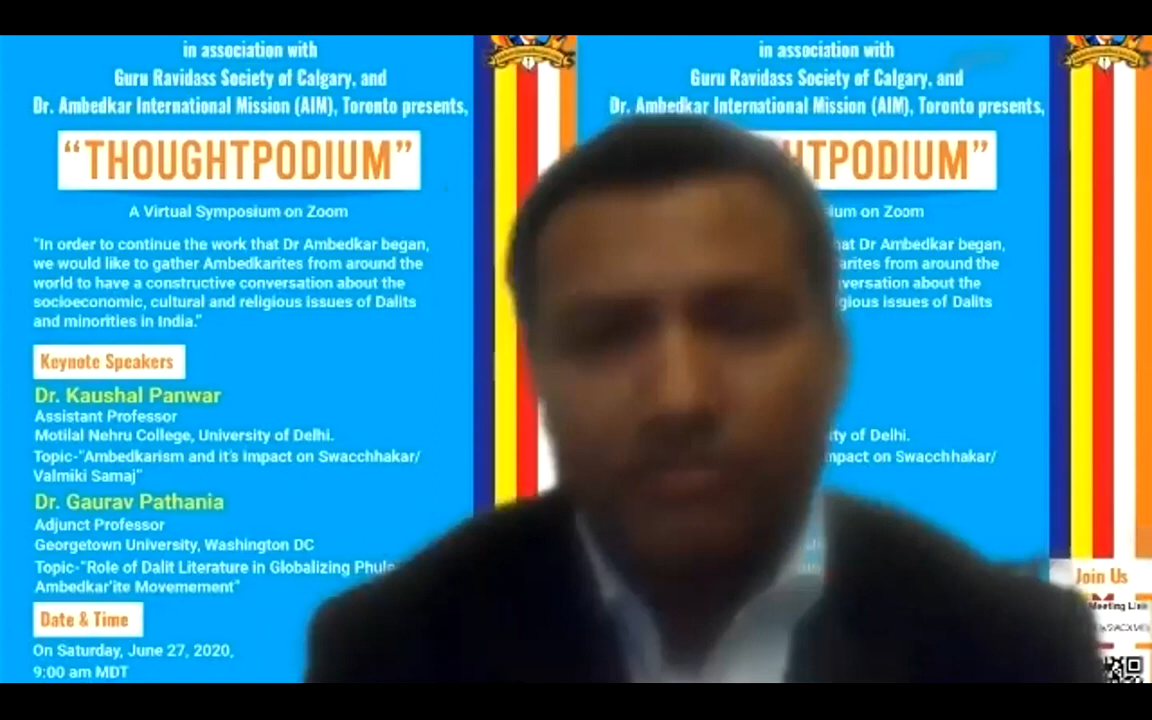 in association with
Guru Ravidass Society of Calgary, and
Dr. Ambedkar International Mission (AIM), Toronto presents,
"THOUGHTPODIUM"
A Virtual Symposium on Zoom
"In order to continue the work that Dr Ambedkar began,
we would like to gather Ambedkarites from around the
world to have a constructive conversation about the
socioeconomic, cultural and religious issues of Dalits
and minorities in India."
Keynote Speakers
Dr. Kaushal Panwar
Assistant Professor
Motilal Nehru College, University of Delhi.
Topic-"Ambedkarism and it's impact on Swacchhakar/
Valmiki Samaj"
Dr. Gaurav Pathania
Adjunct Professor
Georgetown University, Washington DC
Topic-"Role of Dalit Literature in Globalizing Phule
Ambedkar'ite Movemement"
Date & Time
On Saturday, June 27, 2020,
9:00 am MDT
in association with
Guru Ravidass Society of Calgary, and
Dr. Ambedkar International Mission (AIM), Toronto presents,
HTPODIUM"
ium on Zoom
hat Dr Ambedkar began,
arites from around the
versation about the
gious issues of Dalits
ty of Delhi.
mpact on Swacchhakar/
Join Us
Meeting Link